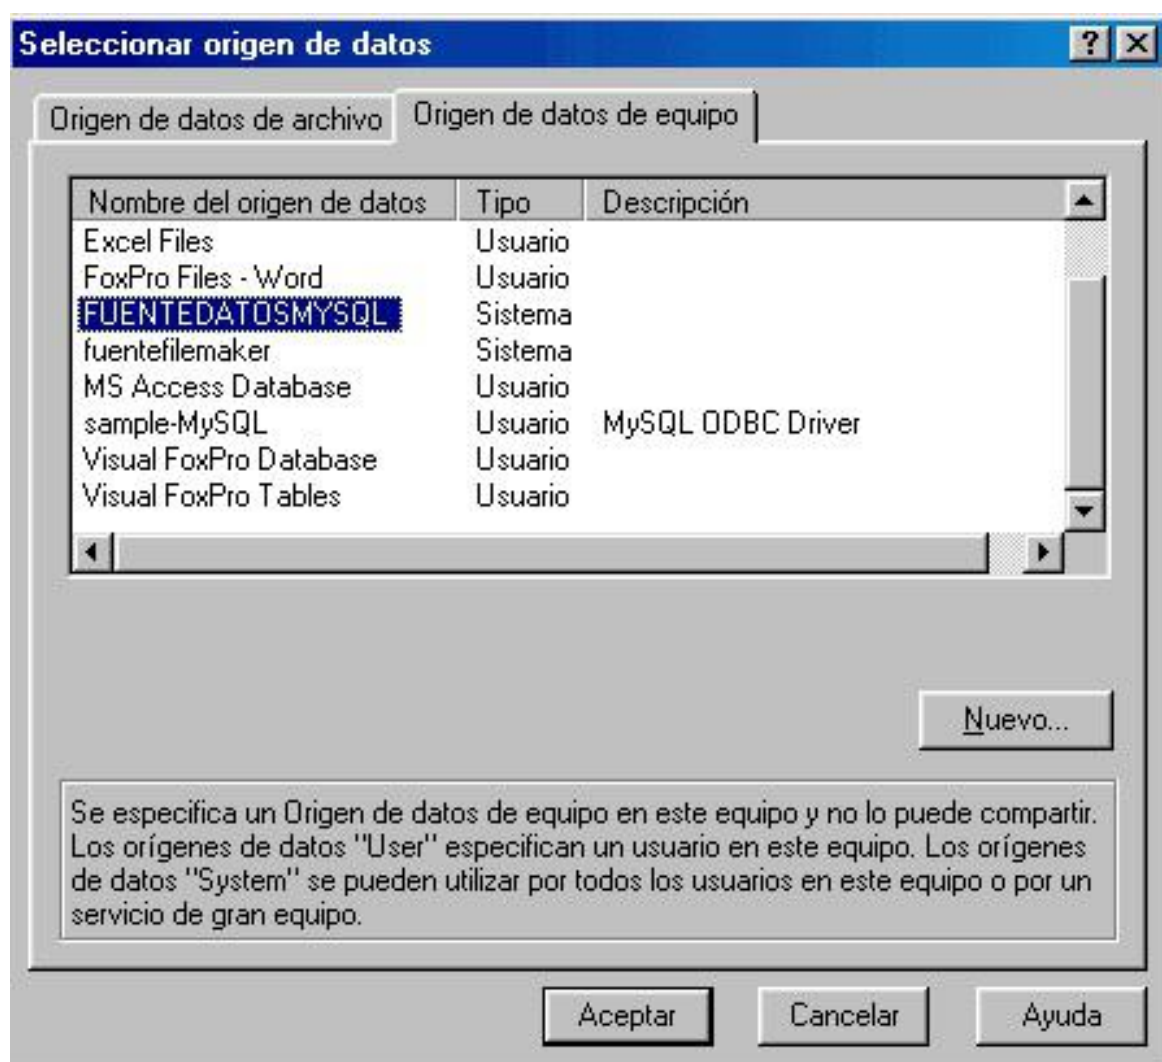 Seleccionar origen de datos
Origen de datos de archivo Origen de datos de equipo
Nombre del origen de datos Tipo Descripción
Excel Files Usuario
FoxPro Files - Word Usuario
FUENTEDATOSMYSQL Sistema
fuentefilemaker Sistema
MS Access Database Usuario
sample-MySQL Usuario MySQL ODBC Driver
Visual FoxPro Database Usuario
Visual FoxPro Tables Usuario
Nuevo...
Se especifica un Origen de datos de equipo en este equipo y no lo puede compartir.
Los orígenes de datos "User" especifican un usuario en este equipo. Los orígenes
de datos "System" se pueden utilizar por todos los usuarios en este equipo o por un
servicio de gran equipo.
Aceptar Cancelar Ayuda